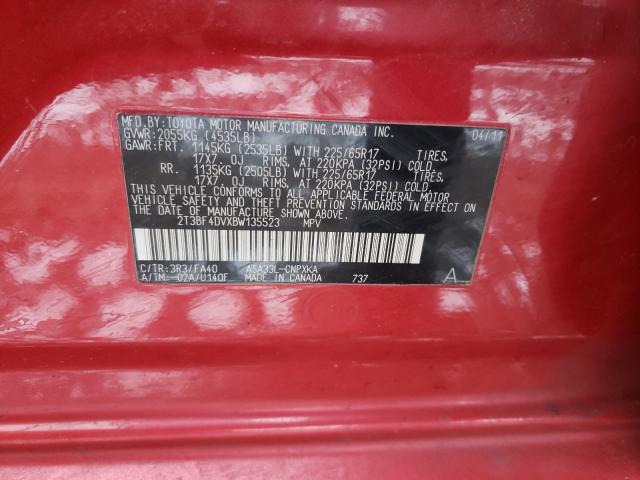 MFD. BY: TOYOTA MOTOR MANUFACTURING CANADA INC. 04/11
GVWR: 2055KG (4535LB)
GAWR: FRT. 1145KG (2535LB) WITH 225/65R17 TIRES,
17X7 0J RIMS, AT 220KPA (32PSI) COLD
RR. 1135KG (2505LB) WITH 225/65R17 TIRES,
17X7 0J RIMS, AT 220KPA (32PSI) COLD
THIS VEHICLE CONFORMS TO ALL APPLICABLE FEDERAL MOTOR
VEHICLE SAFETY AND THEFT PREVENTION STANDARDS IN EFFECT
ON THE DATE OF MANUFACTURE SHOWN ABOVE.
2T3BF4DVXBW135523 MPV
C/TR: 3R3/FA40 ASA33L-CNPXKA
A/TM: -02A/U140F MADE IN CANADA 737 A